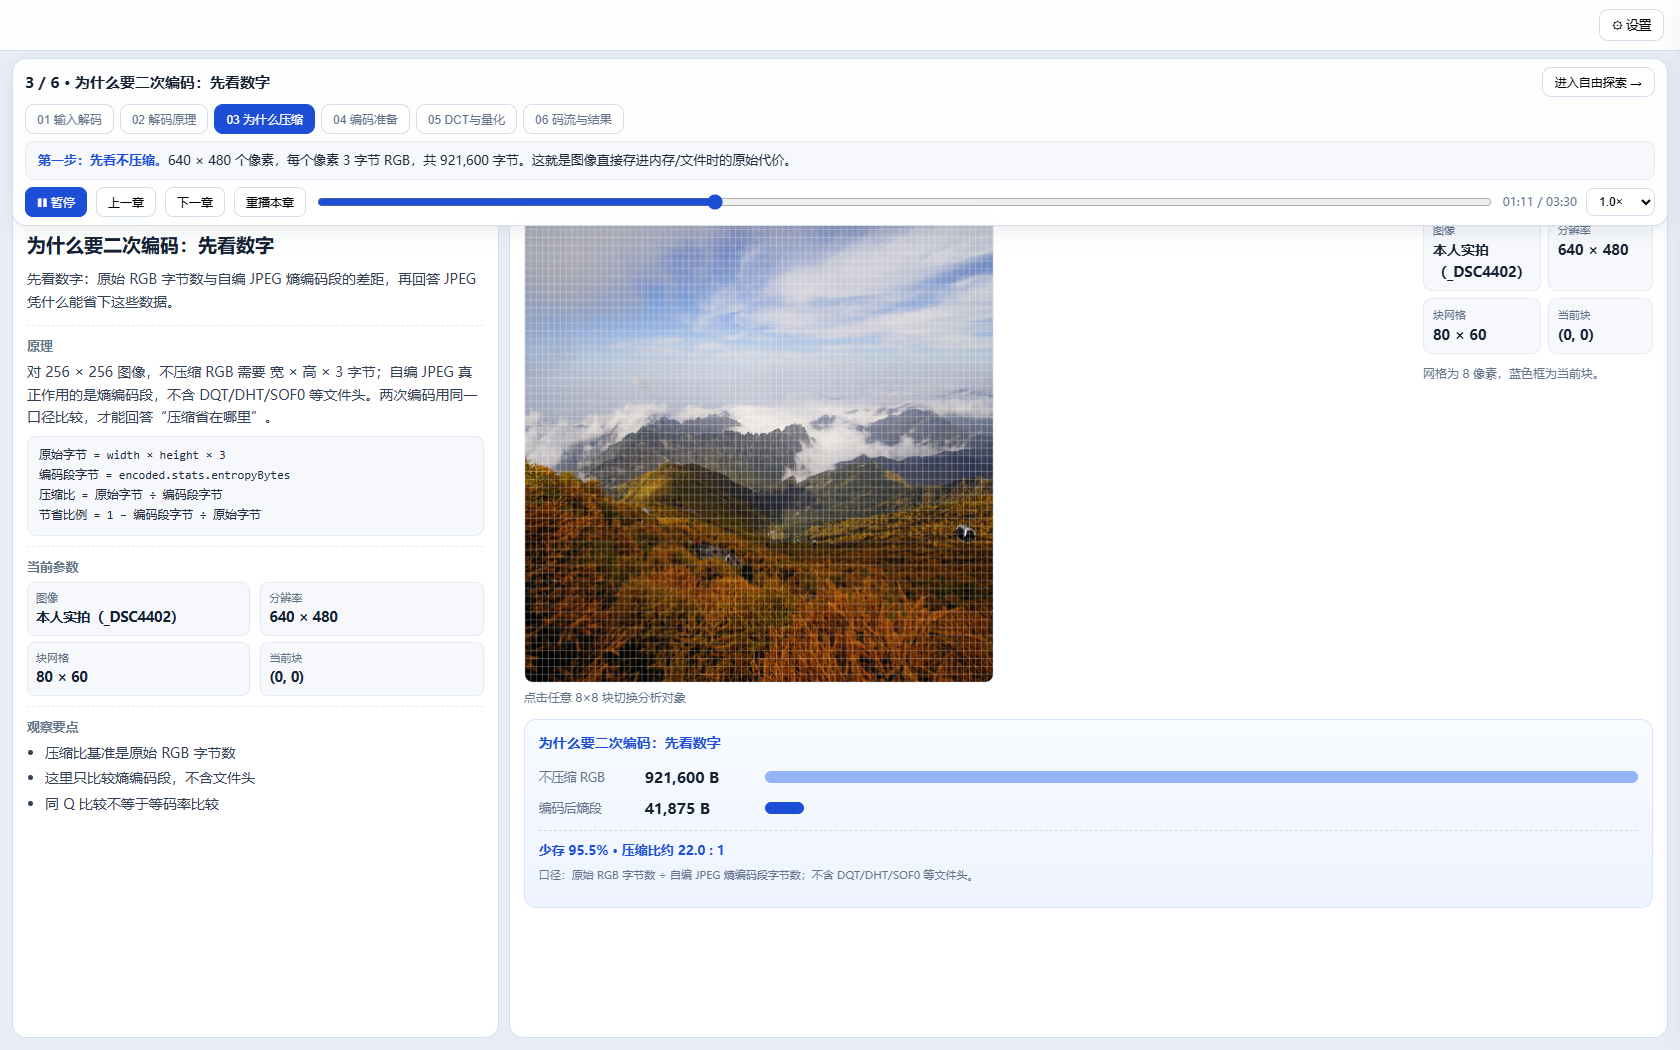 ⚙ 设置
3 / 6 • 为什么要二次编码：先看数字
进入自由探索 →
01 输入解码
02 解码原理
03 为什么压缩
04 编码准备
05 DCT与量化
06 码流与结果
第一步：先看不压缩。640 × 480 个像素，每个像素 3 字节 RGB，共 921,600 字节。这就是图像直接存进内存/文件时的原始代价。
暂停
上一章
下一章
重播本章
01:11 / 03:30
1.0×
为什么要二次编码：先看数字
先看数字：原始 RGB 字节数与自编 JPEG 熵编码段的差距，再回答 JPEG
凭什么能省下这些数据。
原理
对 256 × 256 图像，不压缩 RGB 需要 宽 × 高 × 3 字节；自编 JPEG 真
正作用的是熵编码段，不含 DQT/DHT/SOF0 等文件头。两次编码用同一
口径比较，才能回答“压缩省在哪里”。
原始字节 = width × height × 3
编码段字节 = encoded.stats.entropyBytes
压缩比 = 原始字节 ÷ 编码段字节
节省比例 = 1 − 编码段字节 ÷ 原始字节
当前参数
图像
本人实拍（_DSC4402）
分辨率
640 × 480
块网格
80 × 60
当前块
(0, 0)
观察要点
• 压缩比基准是原始 RGB 字节数
• 这里只比较熵编码段，不含文件头
• 同 Q 比较不等于等码率比较
点击任意 8×8 块切换分析对象
图像
本人实拍
（_DSC4402）
分辨率
640 × 480
块网格
80 × 60
当前块
(0, 0)
网格为 8 像素，蓝色框为当前块。
为什么要二次编码：先看数字
不压缩 RGB 921,600 B
编码后熵段 41,875 B
少存 95.5% • 压缩比约 22.0 : 1
口径：原始 RGB 字节数 ÷ 自编 JPEG 熵编码段字节数；不含 DQT/DHT/SOF0 等文件头。